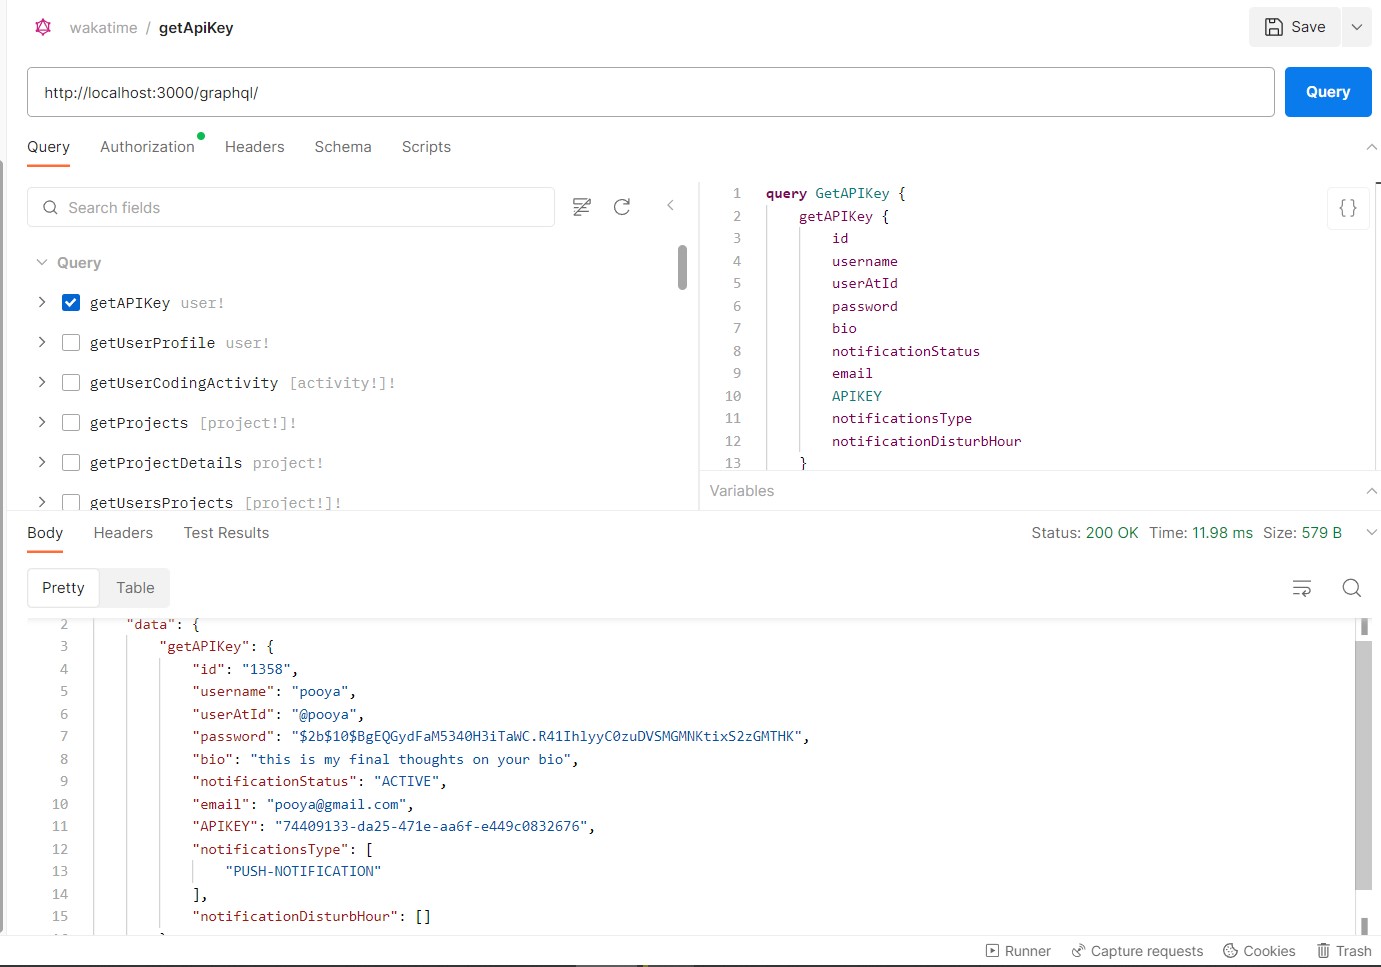 wakatime / getApiKey
Save
http://localhost:3000/graphql/
Query
Query Authorization Headers Schema Scripts
Search fields
Query
getAPIKey user!
getUserProfile user!
getUserCodingActivity [activity!]!
getProjects [project!]!
getProjectDetails project!
getUsersProjects [project!]!
1 query GetAPIKey {
2 getAPIKey {
3 id
4 username
5 userAtId
6 password
7 bio
8 notificationStatus
9 email
10 APIKEY
11 notificationsType
12 notificationDisturbHour
13 }
{}
Variables
Body Headers Test Results
Status: 200 OK Time: 11.98 ms Size: 579 B
Pretty Table
2 "data": {
3 "getAPIKey": {
4 "id": "1358",
5 "username": "pooya",
6 "userAtId": "@pooya",
7 "password": "$2b$10$BgEQGydFaM5340H3iTaWC.R41IhlyyC0zuDVSMGMNKtixS2zGMTHK",
8 "bio": "this is my final thoughts on your bio",
9 "notificationStatus": "ACTIVE",
10 "email": "pooya@gmail.com",
11 "APIKEY": "74409133-da25-471e-aa6f-e449c0832676",
12 "notificationsType": [
13 "PUSH-NOTIFICATION"
14 ],
15 "notificationDisturbHour": []
Runner Capture requests Cookies Trash